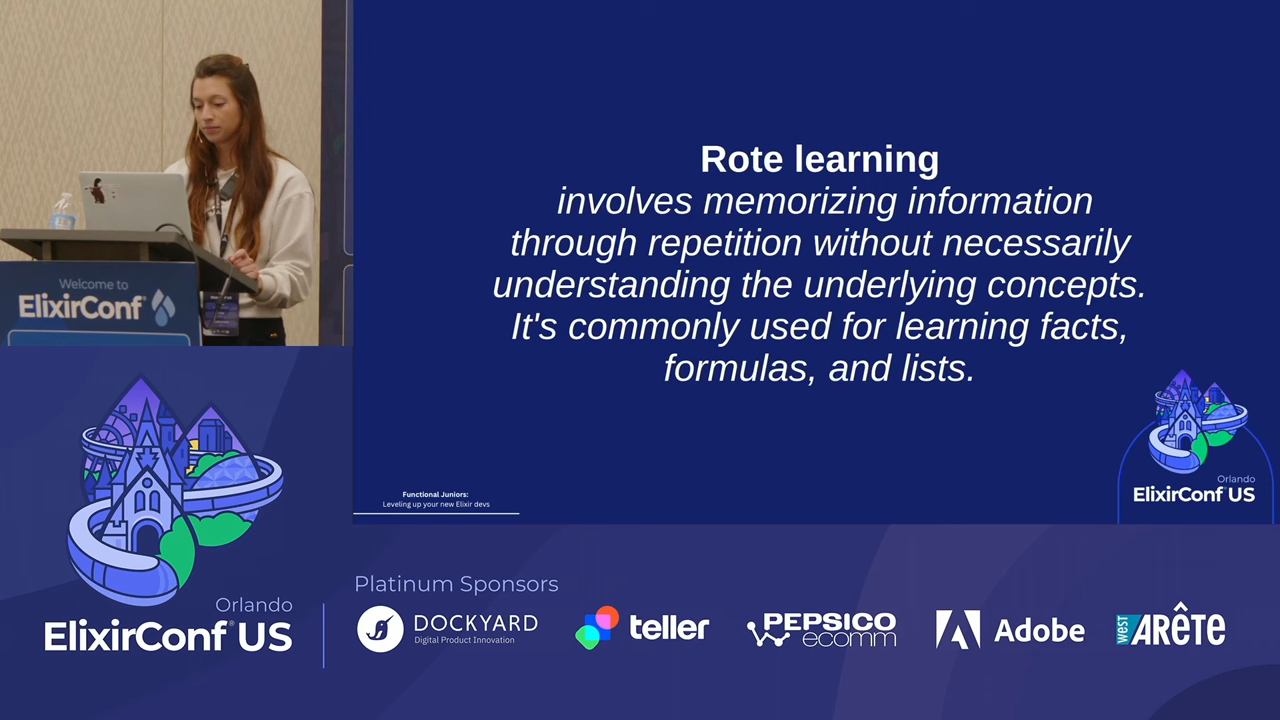 Rote learning
involves memorizing information
through repetition without necessarily
understanding the underlying concepts.
It's commonly used for learning facts,
formulas, and lists.
Functional Juniors:
Leveling up your new Elixir devs
Orlando
ElixirConf US
Welcome to
ElixirConf
Orlando
ElixirConf® US
Platinum Sponsors
DOCKYARD
Digital Product Innovation
teller
PEPSICO
ecomm
Adobe
west ARÊTE